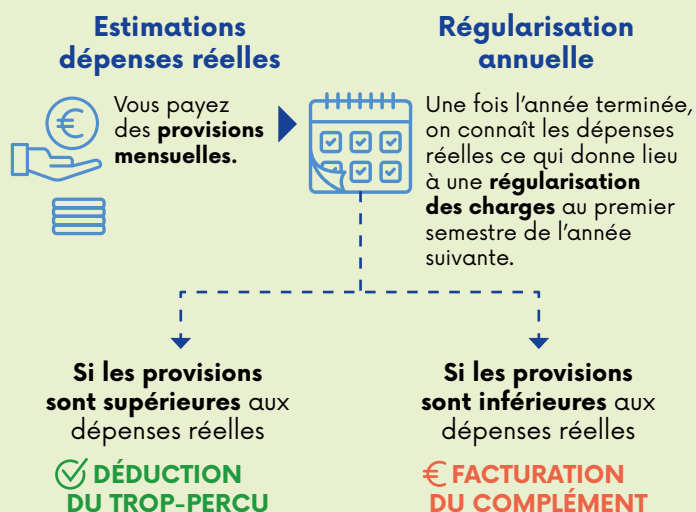 Estimations
dépenses réelles
Vous payez
des provisions
mensuelles.
Régularisation
annuelle
Une fois l’année terminée,
on connaît les dépenses
réelles ce qui donne lieu
à une régularisation
des charges au premier
semestre de l’année
suivante.
Si les provisions
sont supérieures aux
dépenses réelles
DÉDUCTION
DU TROP-PERCU
Si les provisions
sont inférieures aux
dépenses réelles
€ FACTURATION
DU COMPLÉMENT